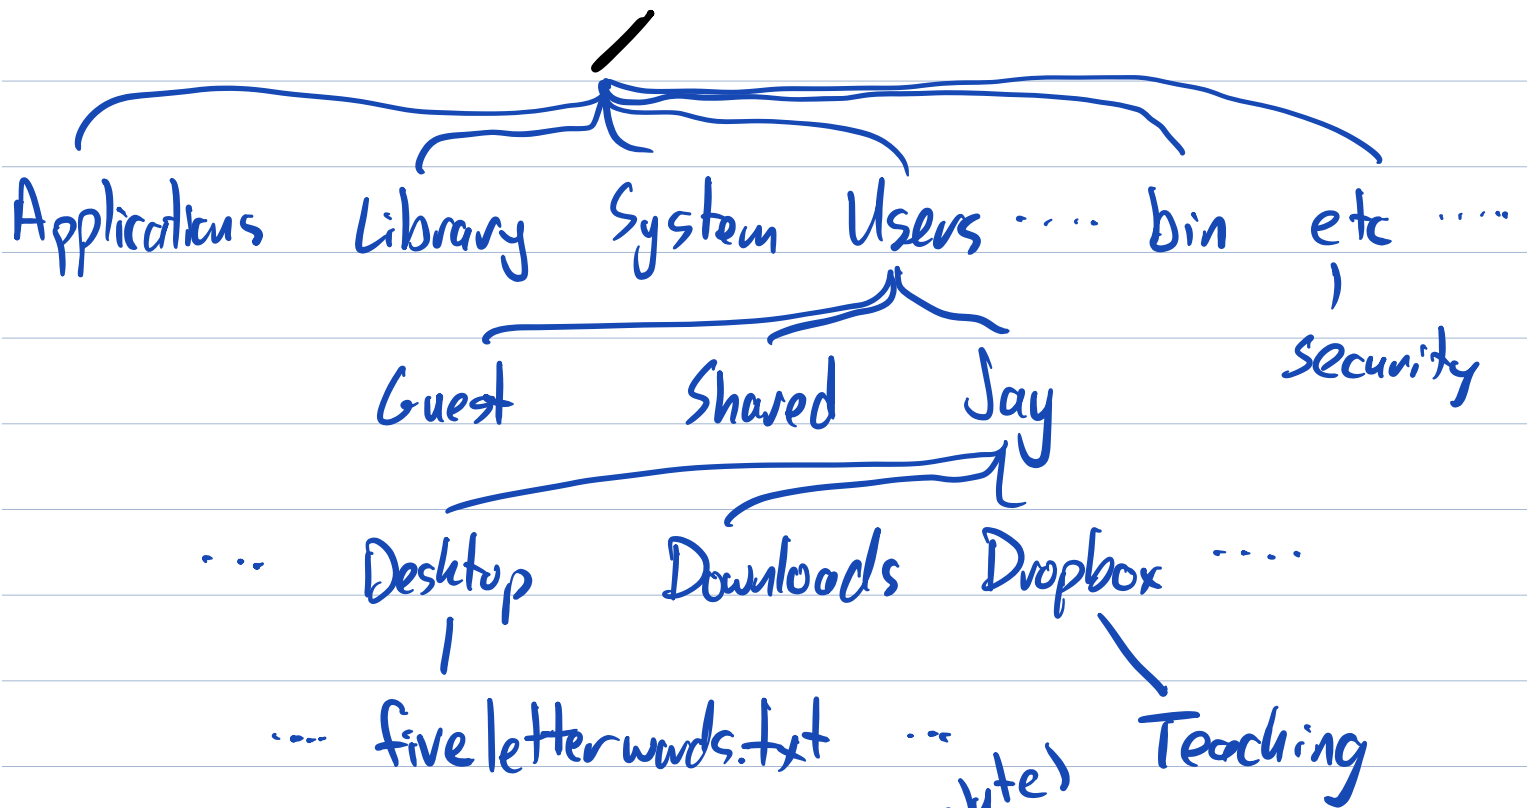 /
Applications Library System Users ..... bin etc .....
security
Guest Shared Jay
... Desktop Downloads Dropbox ....
... fiveletterwords.txt ... Teaching